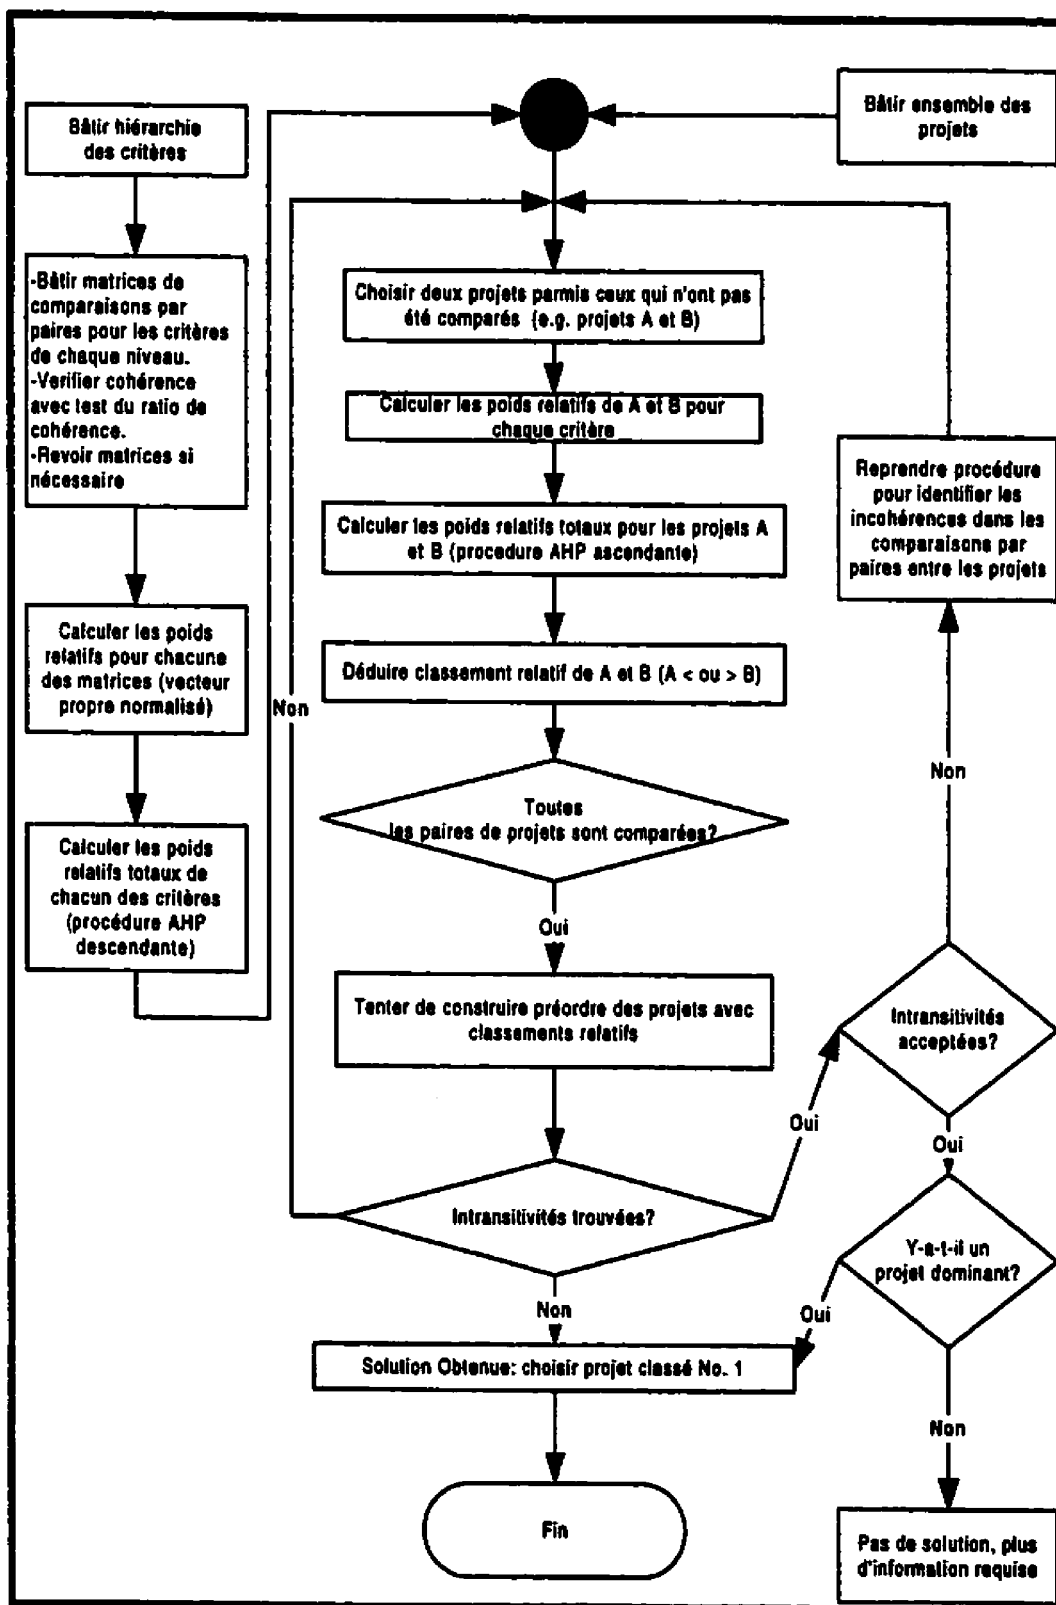 Bâtir hiérarchie
des critères
-Bâtir matrices de
comparaisons par
paires pour les critères
de chaque niveau.
-Verifier cohérence
avec test du ratio de
cohérence.
-Revoir matrices si
nécessaire
Calculer les poids
relatifs pour chacune
des matrices (vecteur
propre normalisé)
Calculer les poids
relatifs totaux de
chacun des critères
(procédure AHP
descendante)
Bâtir ensemble des
projets
Choisir deux projets parmis ceux qui n'ont pas
été comparés (e.g. projets A et B)
Calculer les poids relatifs de A et B pour
chaque critère
Calculer les poids relatifs totaux pour les projets A
et B (procedure AHP ascendante)
Déduire classement relatif de A et B (A < ou > B)
Non
Toutes
les paires de projets sont comparées?
Oui
Tenter de construire préordre des projets avec
classements relatifs
Intransitivités trouvées?
Oui
Non
Reprendre procédure
pour identifier les
incohérences dans les
comparaisons par
paires entre les projets
Non
Intransitivités
acceptées?
Oui
Y-a-t-il un
projet dominant?
Oui
Solution Obtenue: choisir projet classé No. 1
Non
Fin
Pas de solution, plus
d'information requise